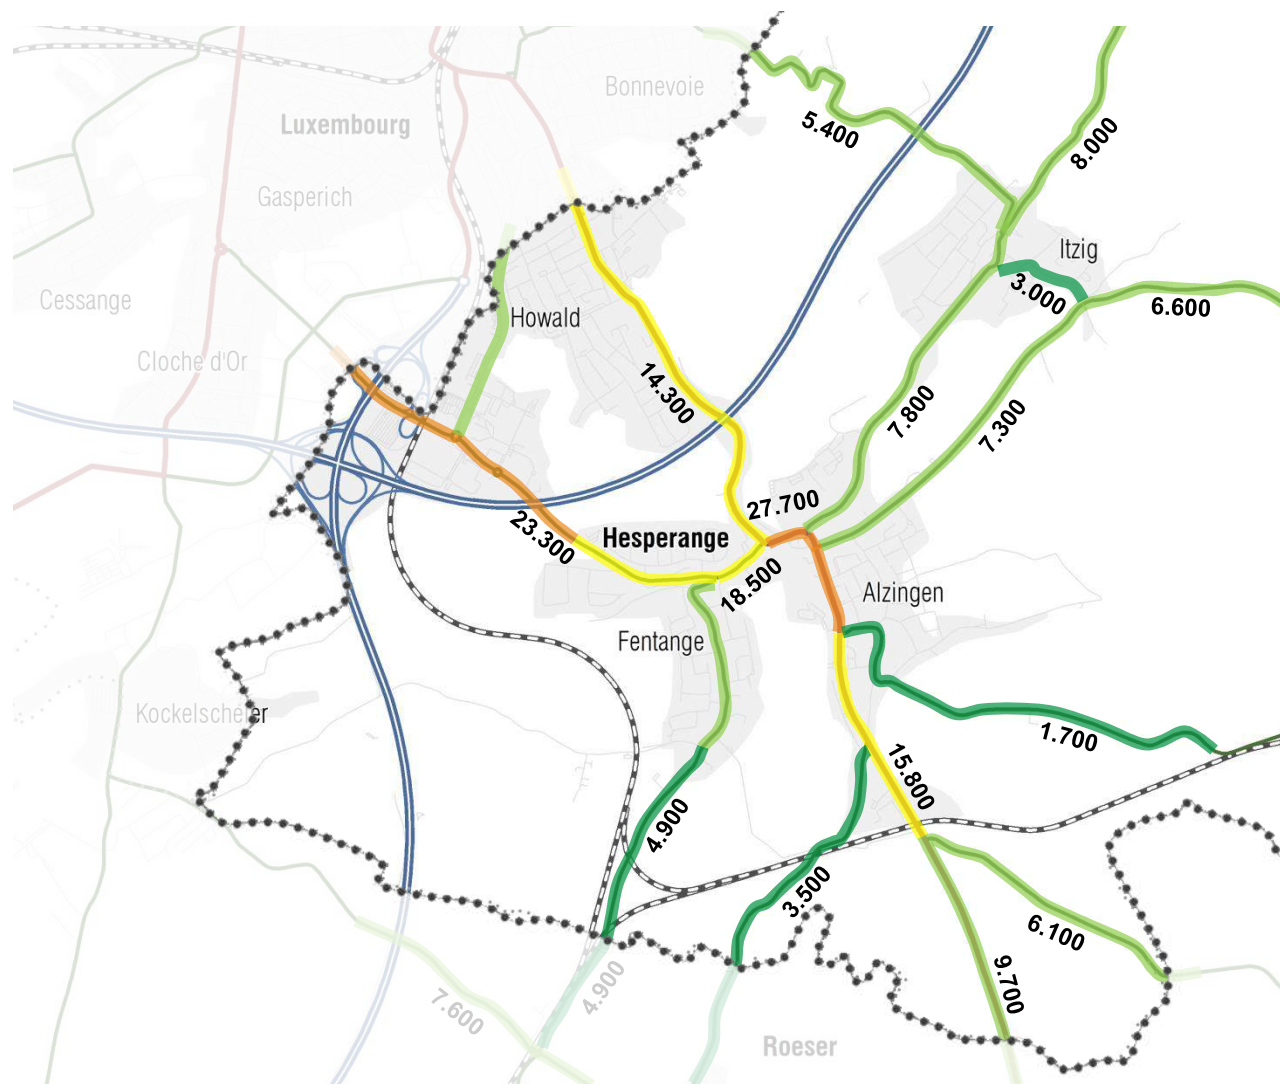 Bonnevoie
Luxembourg
5.400
8.000
Gasperich
Itzig
3.000
6.600
Cessange
Howald
Cloche d'Or
14.300
7.800
7.300
27.700
23.300
Hesperange
18.500
Alzingen
Fentange
Kockelscheier
1.700
15.800
4.900
3.500
6.100
9.700
4.900
7.600
Roeser